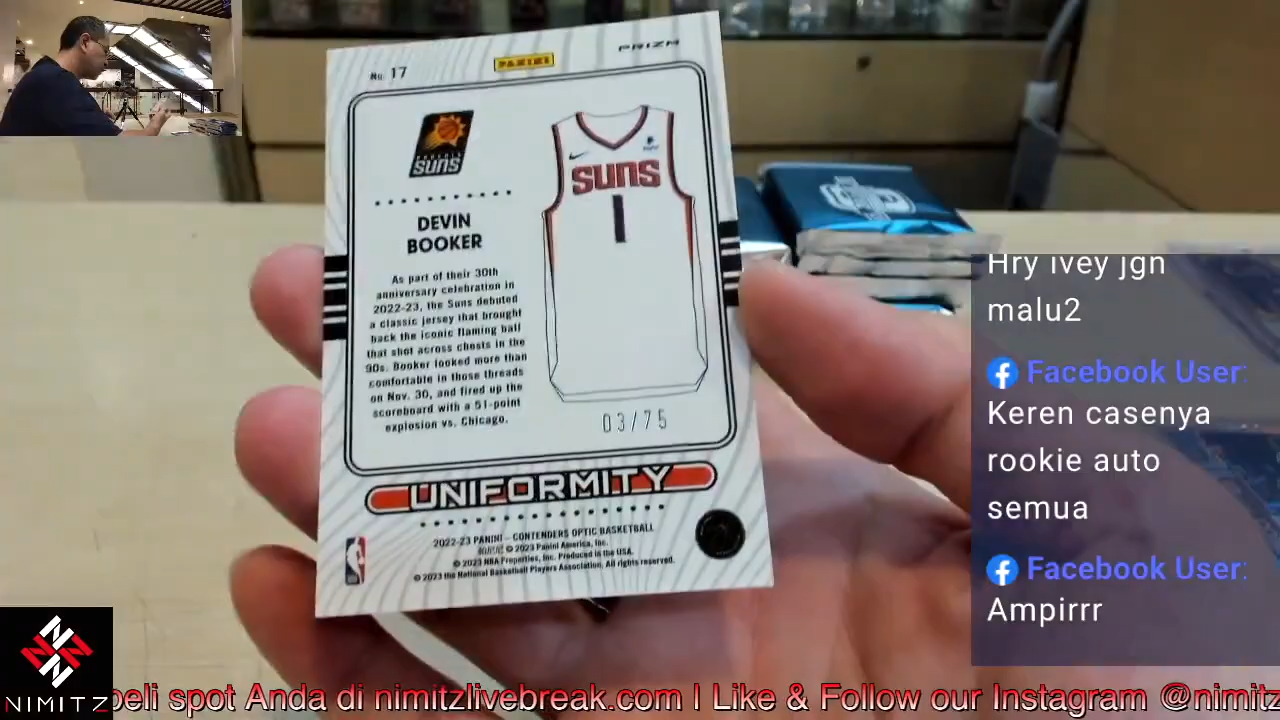 No. 17
PANINI
PRIZM
PHOENIX
SUNS
SUNS
1
DEVIN
BOOKER
As part of their 30th
anniversary celebration in
2022-23, the Suns debuted
a classic jersey that brought
back the iconic flaming ball
that shot across chests in the
90s. Booker looked more than
comfortable in those threads
on Nov. 30, and fired up the
scoreboard with a 51-point
explosion vs. Chicago.
03/75
UNIFORMITY
2022-23 PANINI – CONTENDERS OPTIC BASKETBALL
© 2023 Panini America, Inc.
© 2023 NBA Properties, Inc. Produced in the USA.
© 2023 the National Basketball Players Association. All rights reserved.
Hry ivey jgn
malu2
Facebook User:
Keren casenya
rookie auto
semua
Facebook User:
Ampirrr
NIMITZ
beli spot Anda di nimitzlivebreak.com I Like & Follow our Instagram @nimitz